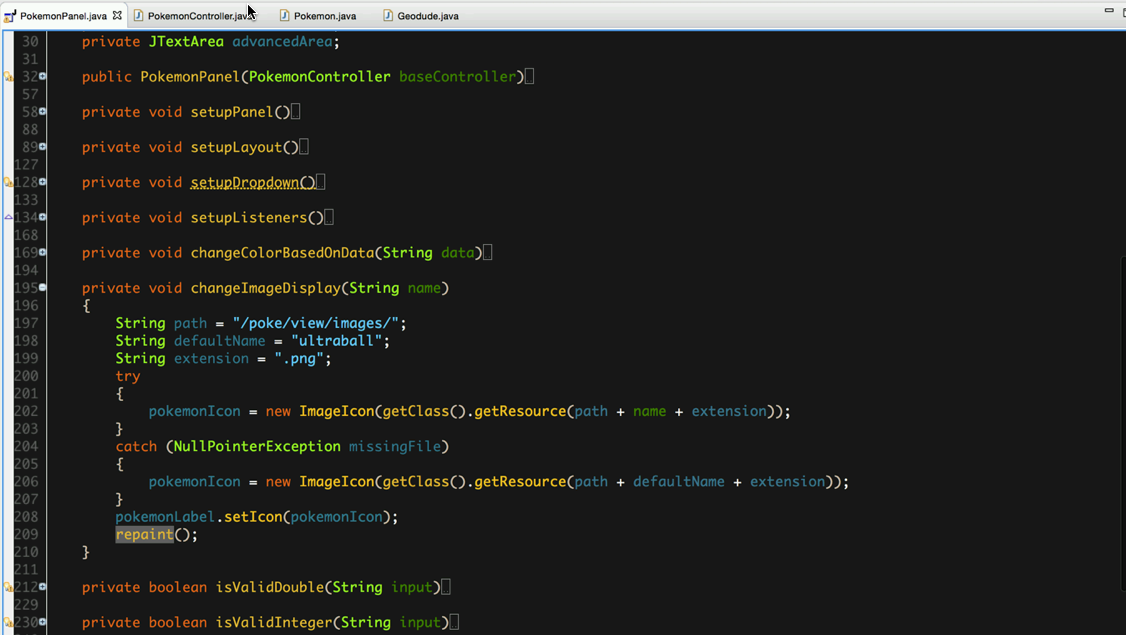 PokemonPanel.java PokemonController.java Pokemon.java Geodude.java
30 private JTextArea advancedArea;
31
32 public PokemonPanel(PokemonController baseController)
57
58 private void setupPanel()
88
89 private void setupLayout()
127
128 private void setupDropdown()
133
134 private void setupListeners()
168
169 private void changeColorBasedOnData(String data)
194
195 private void changeImageDisplay(String name)
196 {
197 String path = "/poke/view/images/";
198 String defaultName = "ultraball";
199 String extension = ".png";
200 try
201 {
202 pokemonIcon = new ImageIcon(getClass().getResource(path + name + extension));
203 }
204 catch (NullPointerException missingFile)
205 {
206 pokemonIcon = new ImageIcon(getClass().getResource(path + defaultName + extension));
207 }
208 pokemonLabel.setIcon(pokemonIcon);
209 repaint();
210 }
211
212 private boolean isValidDouble(String input)
229
230 private boolean isValidInteger(String input)